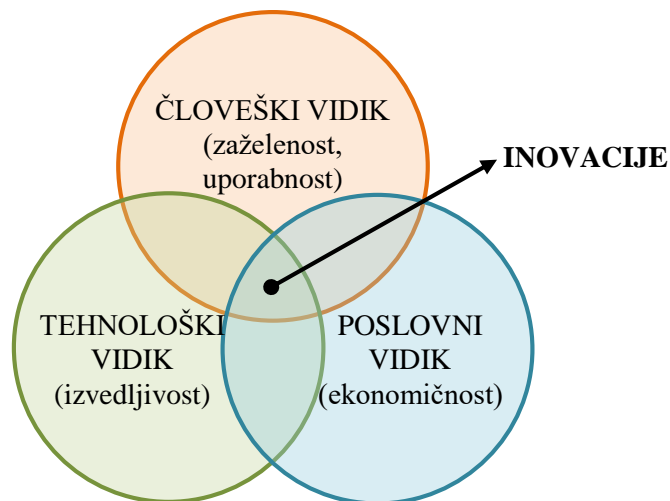 ČLOVEŠKI VIDIK
(zaželenost,
uporabnost)
INOVACIJE
TEHNOLOŠKI
VIDIK
(izvedljivost)
POSLOVNI
VIDIK
(ekonomičnost)